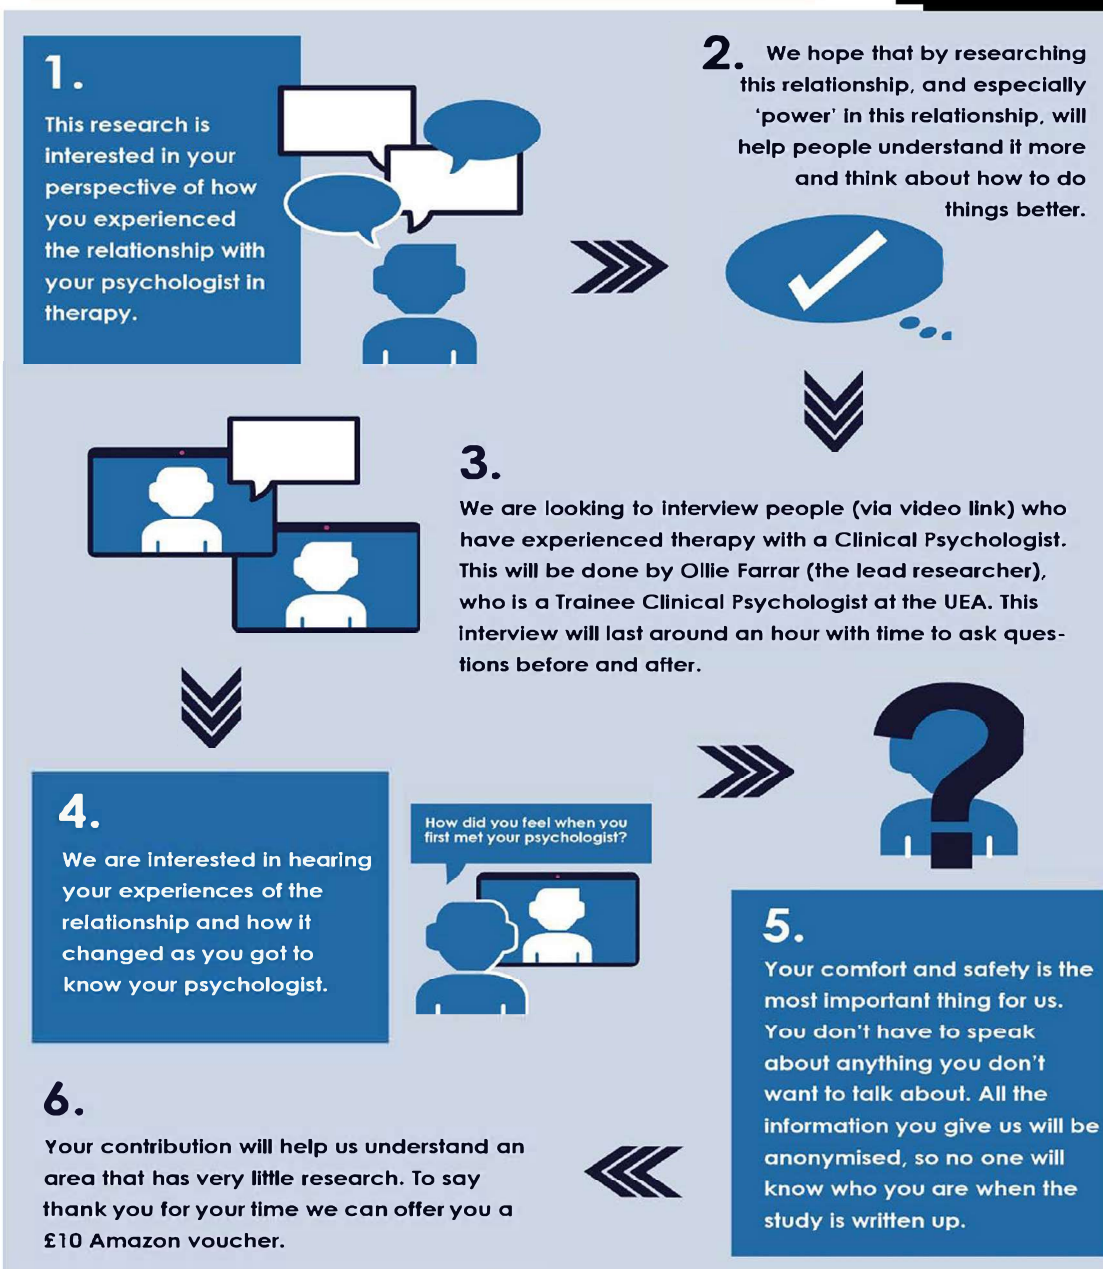 1.
This research is
interested in your
perspective of how
you experienced
the relationship with
your psychologist in
therapy.
2. We hope that by researching
this relationship, and especially
‘power’ in this relationship, will
help people understand it more
and think about how to do
things better.
3.
We are looking to interview people (via video link) who
have experienced therapy with a Clinical Psychologist.
This will be done by Ollie Farrar (the lead researcher),
who is a Trainee Clinical Psychologist at the UEA. This
interview will last around an hour with time to ask ques-
tions before and after.
4.
We are interested in hearing
your experiences of the
relationship and how it
changed as you got to
know your psychologist.
How did you feel when you
first met your psychologist?
5.
Your comfort and safety is the
most important thing for us.
You don't have to speak
about anything you don't
want to talk about. All the
information you give us will be
anonymised, so no one will
know who you are when the
study is written up.
6.
Your contribution will help us understand an
area that has very little research. To say
thank you for your time we can offer you a
£10 Amazon voucher.